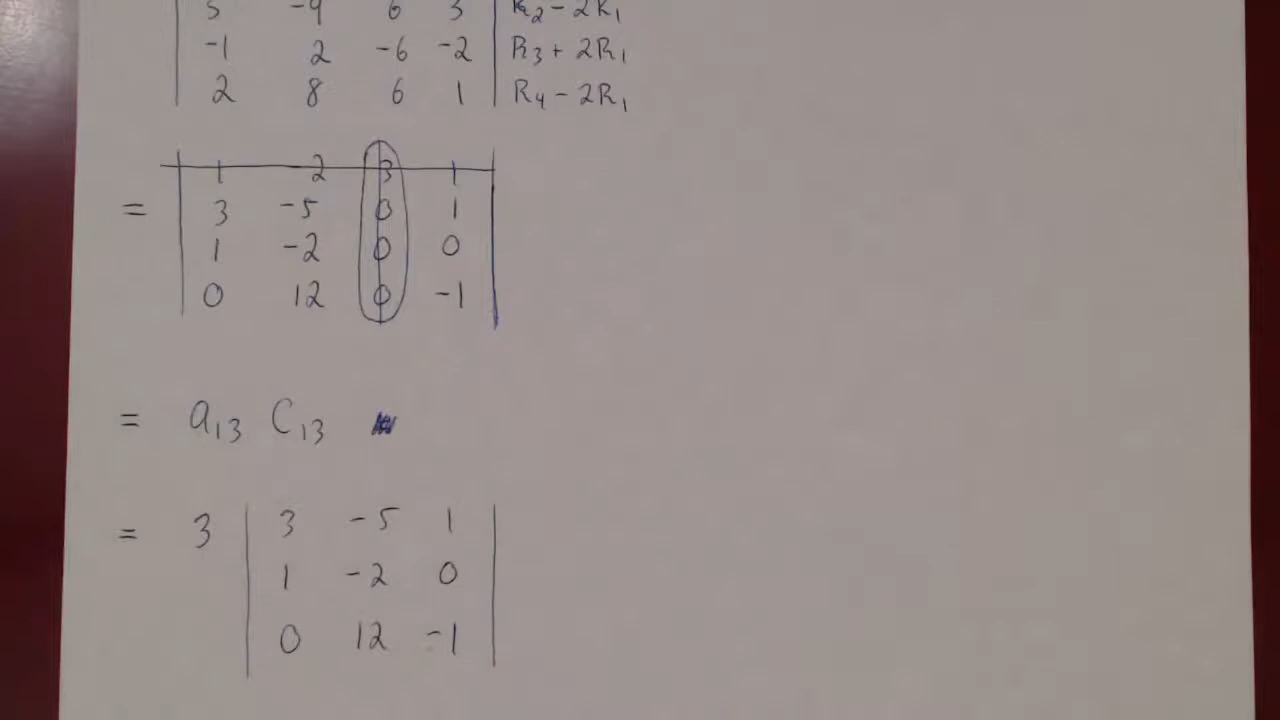 5 -9 6 3 R2 - 2R1
-1 2 -6 -2 R3 + 2R1
2 8 6 1 R4 - 2R1
1 2 3 1
= 3 -5 0 1
1 -2 0 0
0 12 0 -1
= a13 C13
= 3 | 3 -5 1 |
1 -2 0
0 12 -1